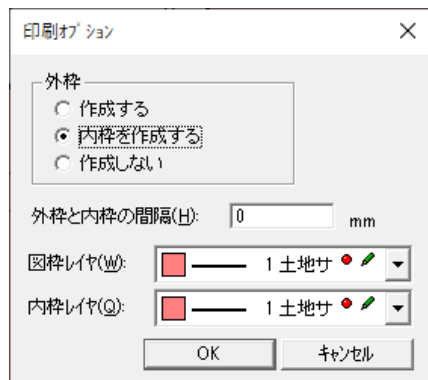 印刷ｵﾌﾟｼｮﾝ
外枠
作成する
内枠を作成する
作成しない
外枠と内枠の間隔(H): 0 mm
図枠ﾚｲﾔ(W): 1 土地サ
内枠ﾚｲﾔ(Q): 1 土地サ
OK ｷｬﾝｾﾙ